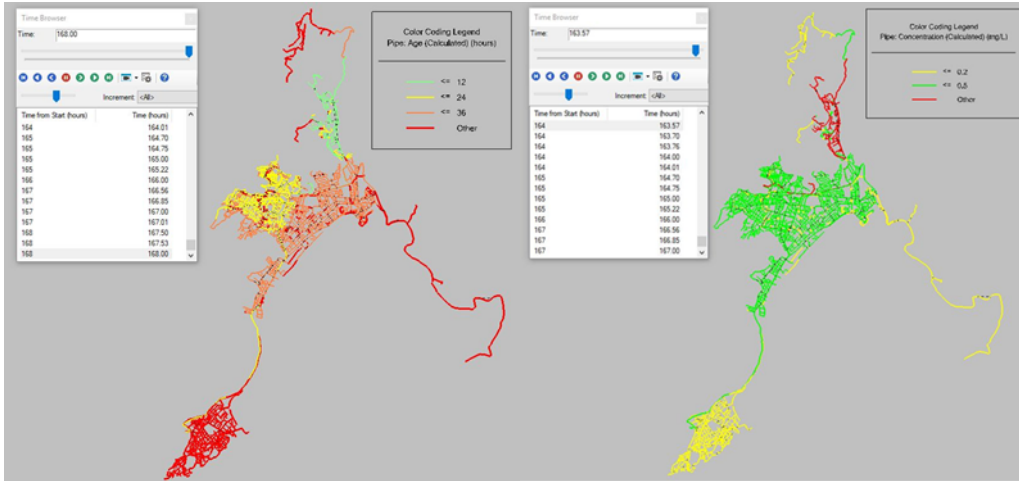 Time Browser
Time: 168.00
Increment: <All>
Time from Start (hours) Time (hours)
164 164.01
165 164.70
165 164.75
165 165.00
165 165.22
166 166.00
167 166.56
167 166.85
167 167.00
167 167.01
168 167.50
168 167.53
168 168.00
Color Coding Legend
Pipe: Age (Calculated) (hours)
<= 12
<= 24
<= 36
Other
Time Browser
Time: 163.57
Increment: <All>
Time from Start (hours) Time (hours)
164 163.57
164 163.70
164 163.76
164 164.00
164 164.01
165 164.70
165 164.75
165 165.00
165 165.22
166 166.00
167 166.56
167 166.85
167 167.00
Color Coding Legend
Pipe: Concentration (Calculated) (mg/L)
<= 0.2
<= 0.5
Other